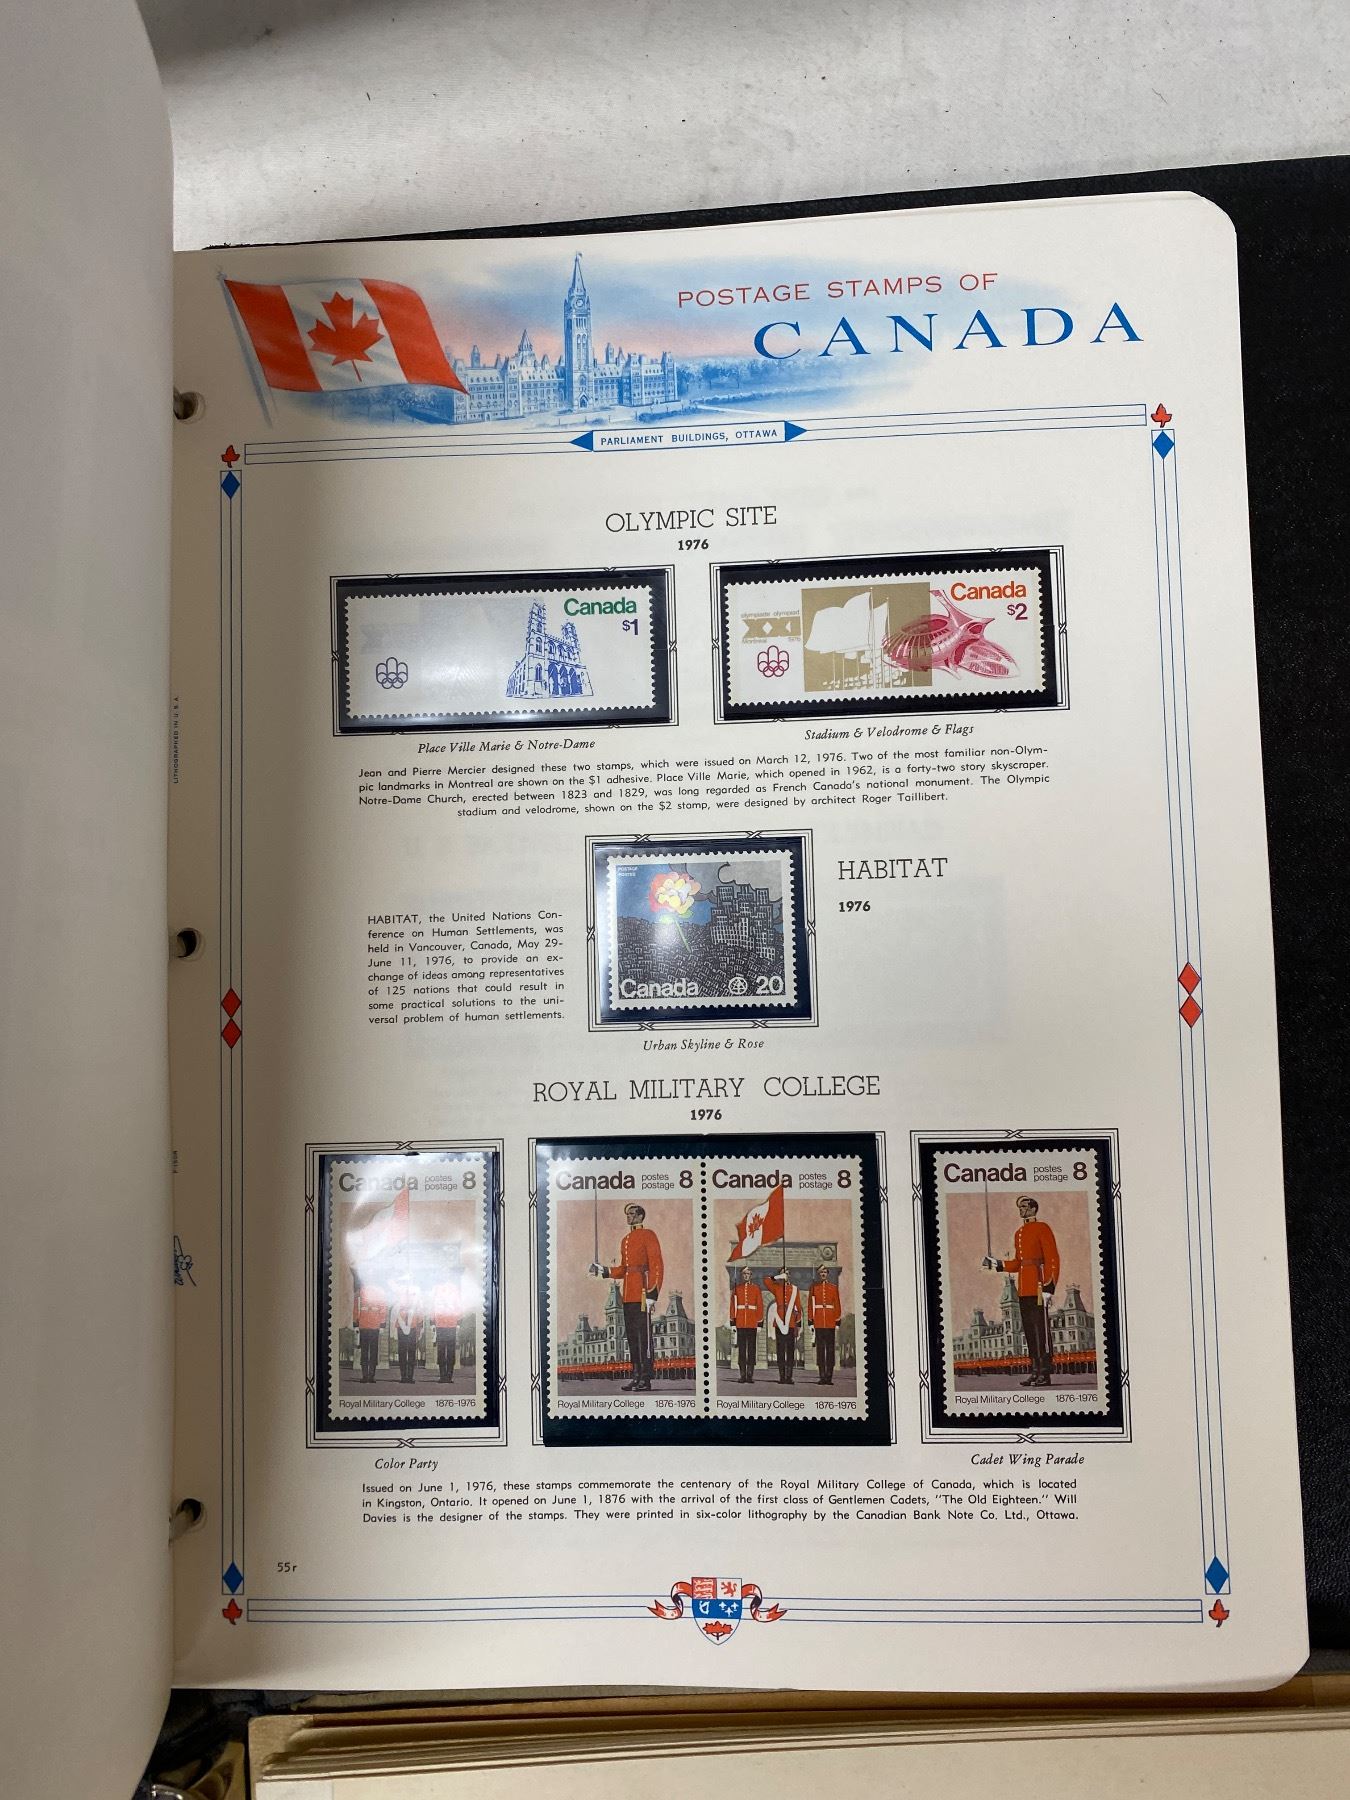 POSTAGE STAMPS OF
CANADA
PARLIAMENT BUILDINGS, OTTAWA
OLYMPIC SITE
1976
Canada
$1
olympiade olympiad
XXI
Montréal 1976
Canada
$2
Place Ville Marie & Notre-Dame
Stadium & Velodrome & Flags
Jean and Pierre Mercier designed these two stamps, which were issued on March 12, 1976. Two of the most familiar non-Olym-
pic landmarks in Montreal are shown on the $1 adhesive. Place Ville Marie, which opened in 1962, is a forty-two story skyscraper.
Notre-Dame Church, erected between 1823 and 1829, was long regarded as French Canada's national monument. The Olympic
stadium and velodrome, shown on the $2 stamp, were designed by architect Roger Taillibert.
HABITAT
1976
HABITAT, the United Nations Con-
ference on Human Settlements, was
held in Vancouver, Canada, May 29-
June 11, 1976, to provide an ex-
change of ideas among representatives
of 125 nations that could result in
some practical solutions to the uni-
versal problem of human settlements.
POSTAGE
POSTES
Canada 20
Urban Skyline & Rose
ROYAL MILITARY COLLEGE
1976
Canada postes postage 8
Royal Military College 1876-1976
Canada postes postage 8
Royal Military College 1876-1976
Canada postes postage 8
Royal Military College 1876-1976
Canada postes postage 8
Royal Military College 1876-1976
Color Party
Cadet Wing Parade
Issued on June 1, 1976, these stamps commemorate the centenary of the Royal Military College of Canada, which is located
in Kingston, Ontario. It opened on June 1, 1876 with the arrival of the first class of Gentlemen Cadets, "The Old Eighteen." Will
Davies is the designer of the stamps. They were printed in six-color lithography by the Canadian Bank Note Co. Ltd., Ottawa.
55r
LITHOGRAPHED IN U.S.A.